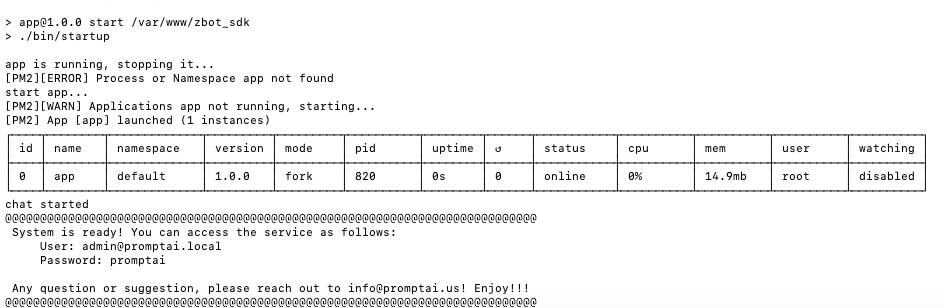 > app@1.0.0 start /var/www/zbot_sdk
> ./bin/startup
app is running, stopping it...
[PM2][ERROR] Process or Namespace app not found
start app...
[PM2][WARN] Applications app not running, starting...
[PM2] App [app] launched (1 instances)
id name namespace version mode pid uptime ↺ status cpu mem user watching
0 app default 1.0.0 fork 820 0s 0 online 0% 14.9mb root disabled
chat started
@@@@@@@@@@@@@@@@@@@@@@@@@@@@@@@@@@@@@@@@@@@@@@@@@@@@@@@@@@@@@@@@@@@@@@@@@@@@
System is ready! You can access the service as follows:
User: admin@promptai.local
Password: promptai
Any question or suggestion, please reach out to info@promptai.us! Enjoy!!!
@@@@@@@@@@@@@@@@@@@@@@@@@@@@@@@@@@@@@@@@@@@@@@@@@@@@@@@@@@@@@@@@@@@@@@@@@@@@